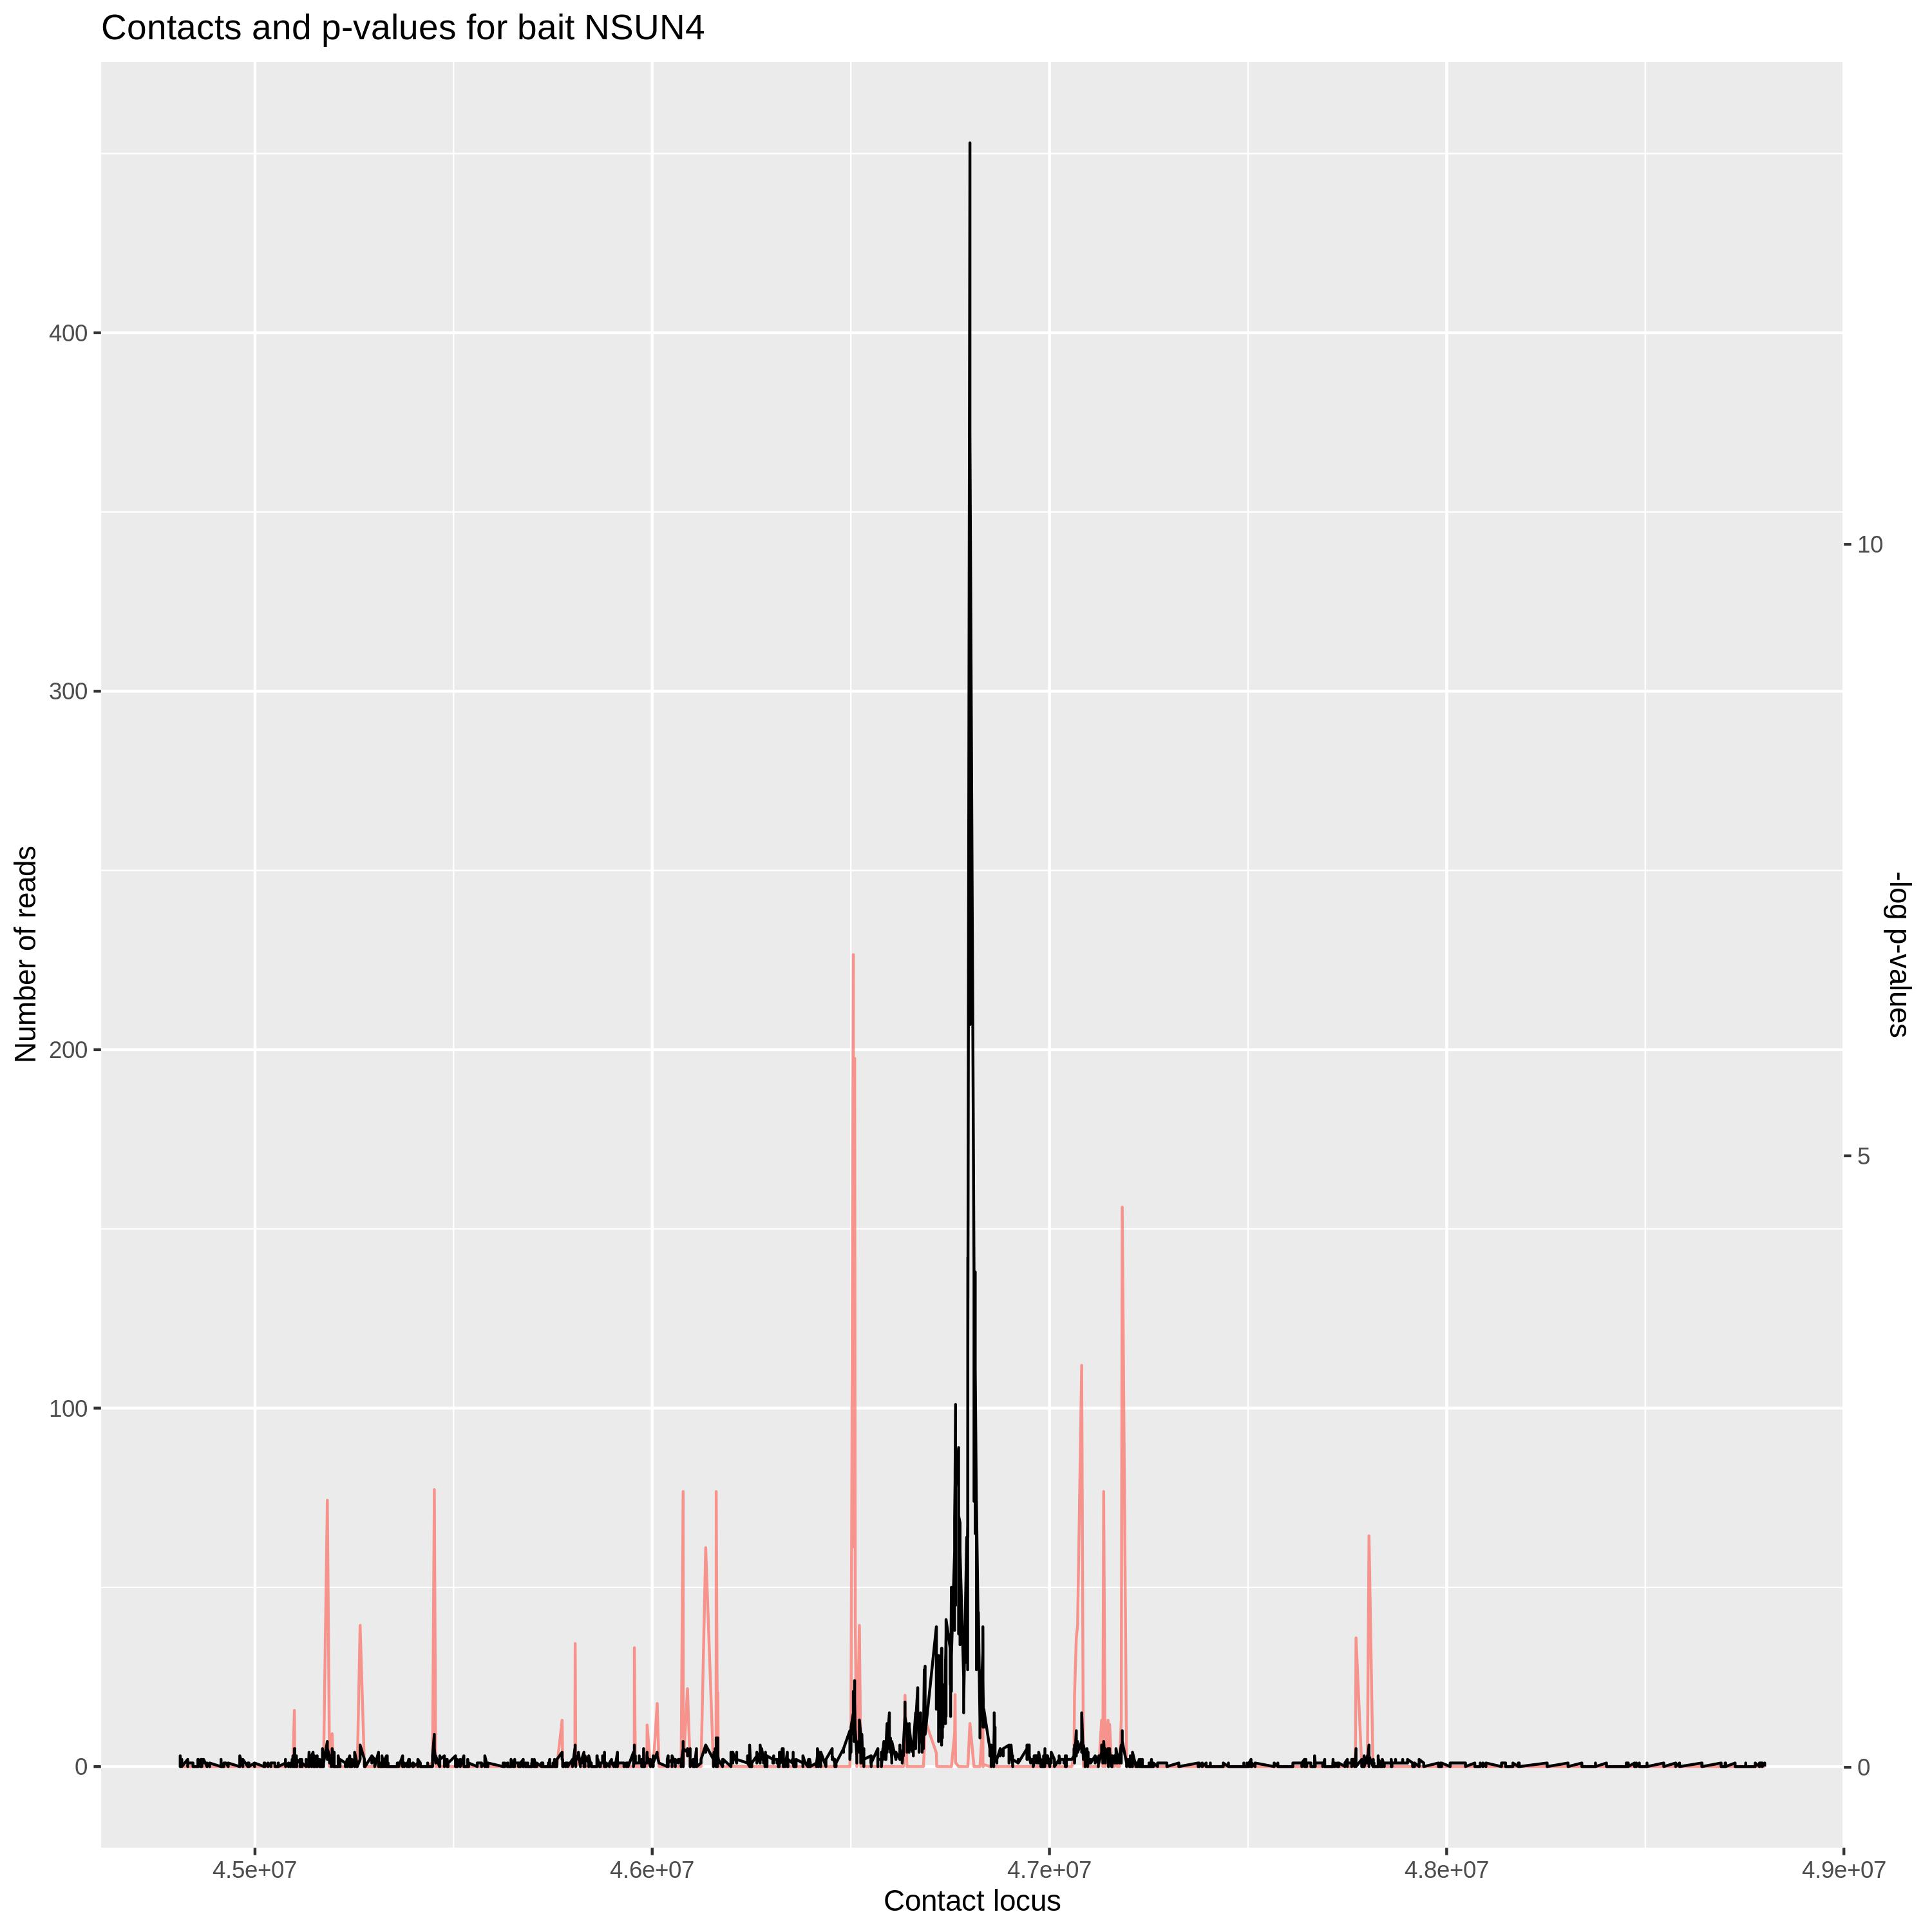 Contacts and p-values for bait NSUN4
Number of reads
400
300
200
100
0
10
5
0
-log p-values
4.5e+07 4.6e+07 4.7e+07 4.8e+07 4.9e+07
Contact locus